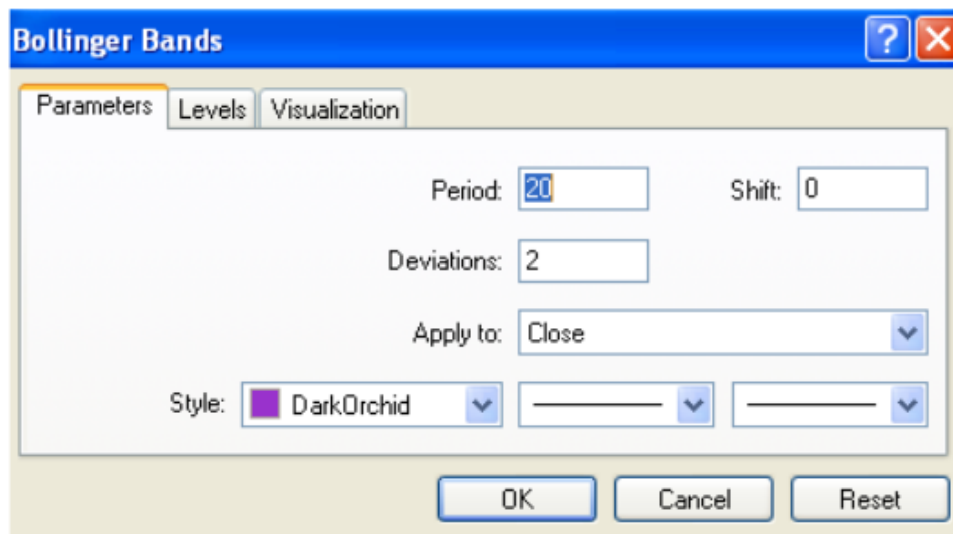 Bollinger Bands
?
Parameters Levels Visualization
Period: 20 Shift: 0
Deviations: 2
Apply to: Close
Style: DarkOrchid
OK Cancel Reset